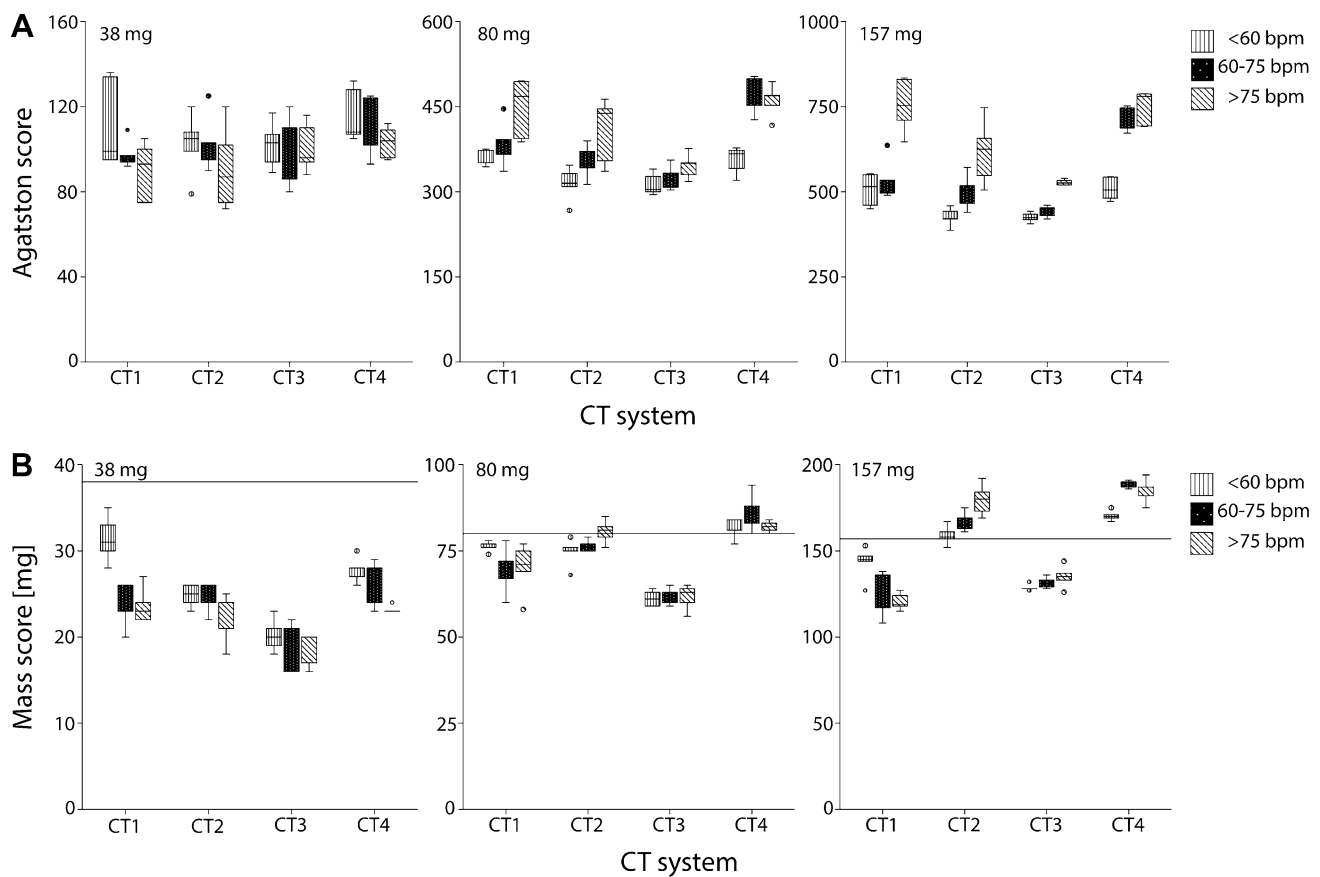 A
38 mg
80 mg
157 mg
<60 bpm
60-75 bpm
>75 bpm
Agatston score
160
120
80
40
0
600
450
300
150
0
1000
750
500
250
0
CT1 CT2 CT3 CT4
CT1 CT2 CT3 CT4
CT1 CT2 CT3 CT4
CT system
B
38 mg
80 mg
157 mg
<60 bpm
60-75 bpm
>75 bpm
Mass score [mg]
40
30
20
10
0
100
75
50
25
0
200
150
100
50
0
CT1 CT2 CT3 CT4
CT1 CT2 CT3 CT4
CT1 CT2 CT3 CT4
CT system